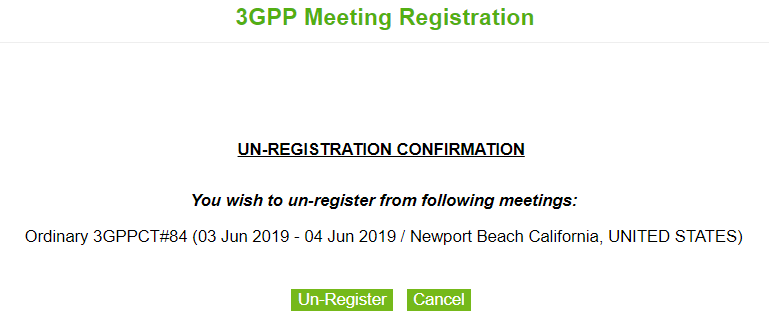 3GPP Meeting Registration
UN-REGISTRATION CONFIRMATION
You wish to un-register from following meetings:
Ordinary 3GPPCT#84 (03 Jun 2019 - 04 Jun 2019 / Newport Beach California, UNITED STATES)
Un-Register Cancel